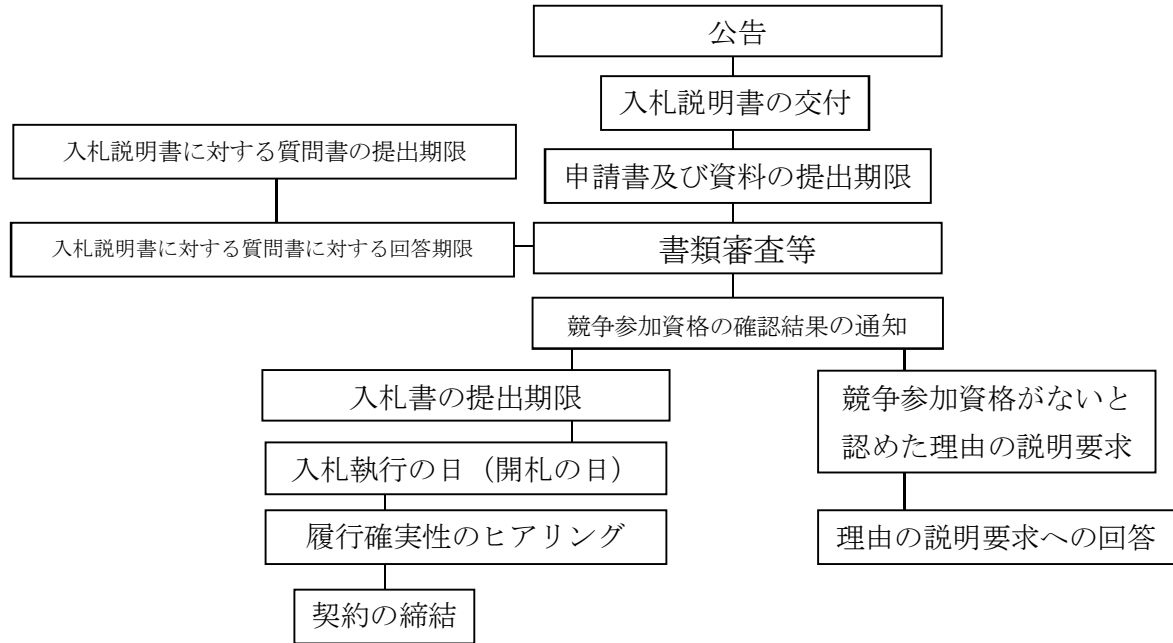 公告
入札説明書の交付
入札説明書に対する質問書の提出期限
申請書及び資料の提出期限
入札説明書に対する質問書に対する回答期限
書類審査等
競争参加資格の確認結果の通知
入札書の提出期限
競争参加資格がないと
認めた理由の説明要求
入札執行の日（開札の日）
履行確実性のヒアリング
理由の説明要求への回答
契約の締結